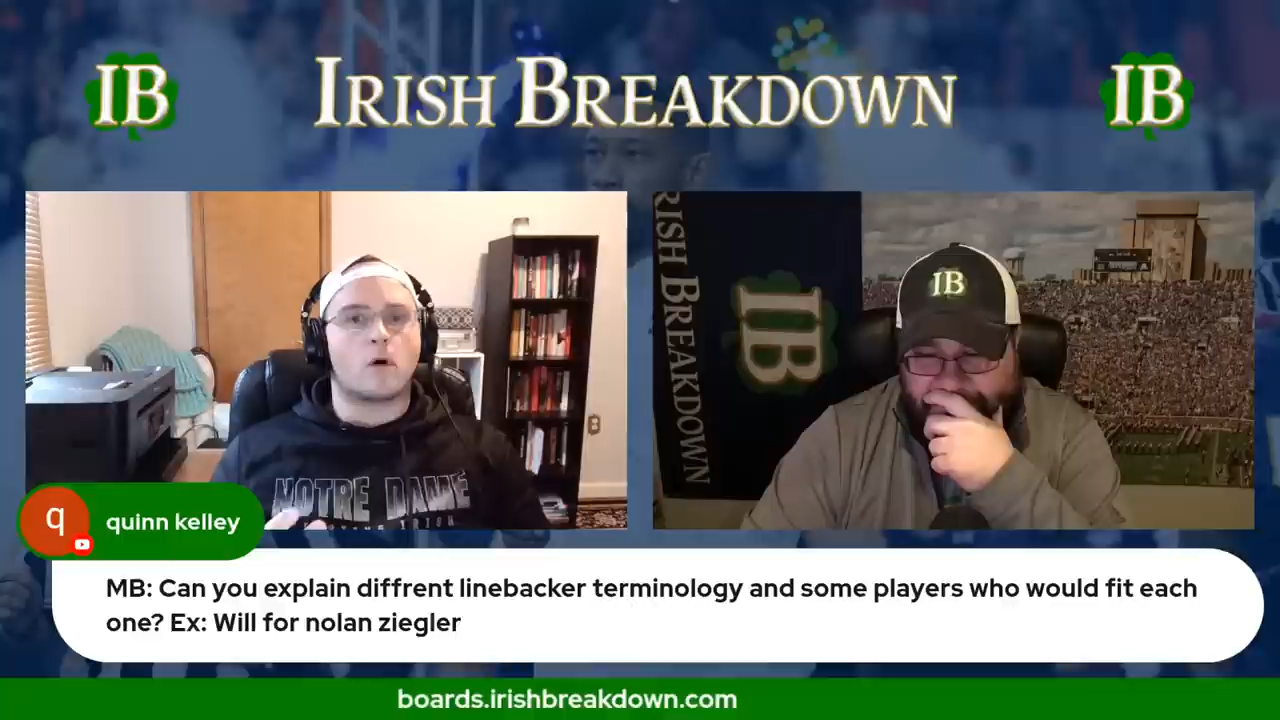 IB
IRISH BREAKDOWN
IB
IRISH BREAKDOWN
IB
IB
NOTRE DAME
q
quinn kelley
MB: Can you explain diffrent linebacker terminology and some players who would fit each
one? Ex: Will for nolan ziegler
boards.irishbreakdown.com